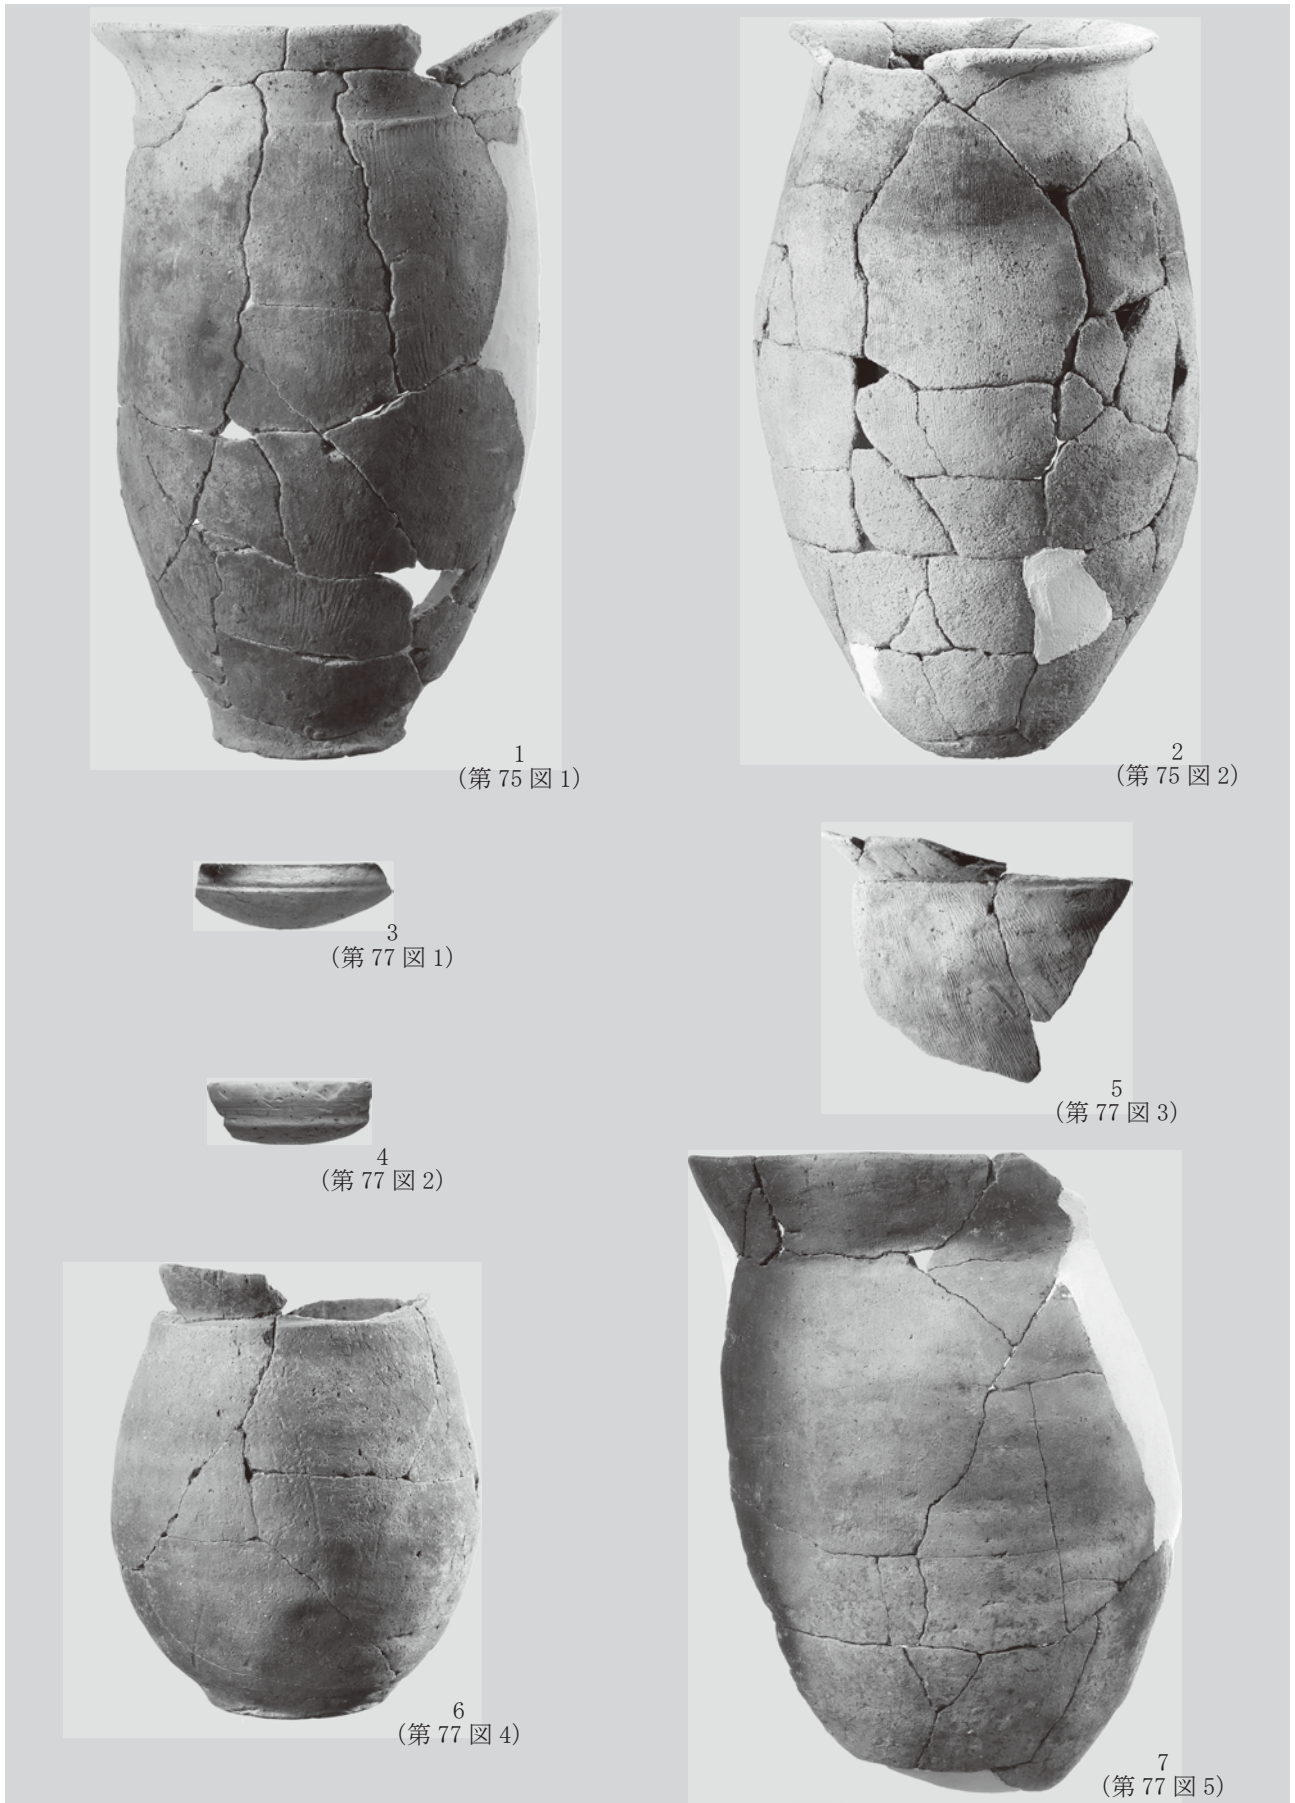 1
（第 75 図 1）
2
（第 75 図 2）
3
（第 77 図 1）
5
（第 77 図 3）
4
（第 77 図 2）
6
（第 77 図 4）
7
（第 77 図 5）